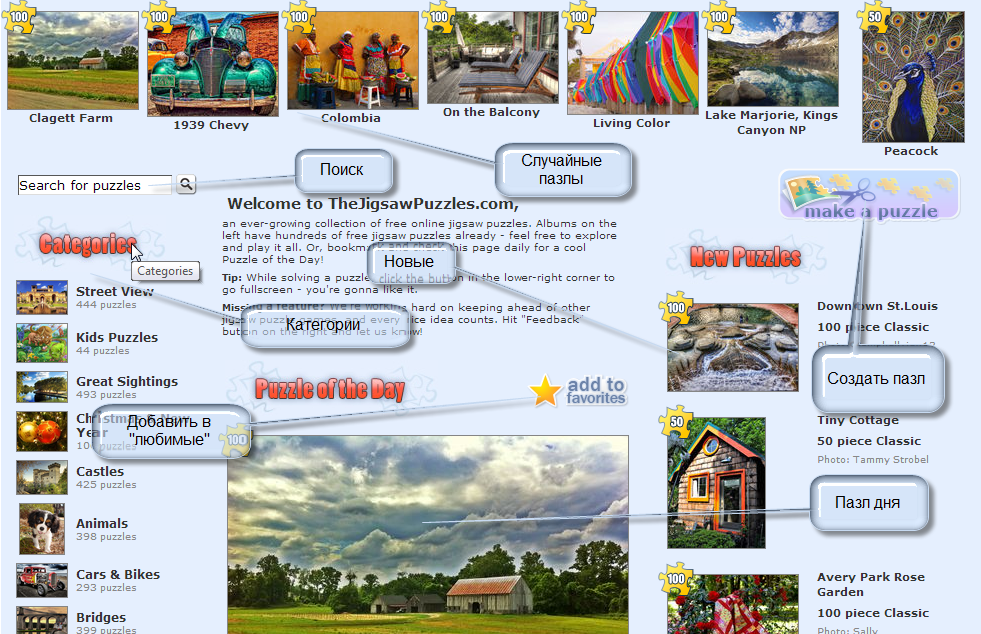 100
100
100
100
100
100
50
Clagett Farm
1939 Chevy
Colombia
On the Balcony
Living Color
Lake Marjorie, Kings
Canyon NP
Peacock
Поиск
Случайные
пазлы
Search for puzzles
make a puzzle
Welcome to TheJigsawPuzzles.com,
an ever-growing collection of free online jigsaw puzzles. Albums on the
left have hundreds of free jigsaw puzzles already - feel free to explore
and play it all. Or, bookmark and check this page daily for a cool
Puzzle of the Day!
Новые
Tip: While solving a puzzle, click the button in the lower-right corner to
go fullscreen - you're gonna like it.
Missing a feature? We're working hard on keeping ahead of other
jigsaw puzzle games, and every nice idea counts. Hit "Feedback"
button on the right and let us know!
Категории
Categories
Categories
Street View
444 puzzles
Kids Puzzles
44 puzzles
Great Sightings
493 puzzles
Christmas & New
Year
puzzles
Добавить в
"любимые"
Castles
425 puzzles
Animals
398 puzzles
Cars & Bikes
293 puzzles
Bridges
399 puzzles
Puzzle of the Day
add to
favorites
100
New Puzzles
100
Downtown St.Louis
100 piece Classic
Создать пазл
50
Tiny Cottage
50 piece Classic
Photo: Tammy Strobel
Пазл дня
100
Avery Park Rose
Garden
100 piece Classic
Photo: Sally